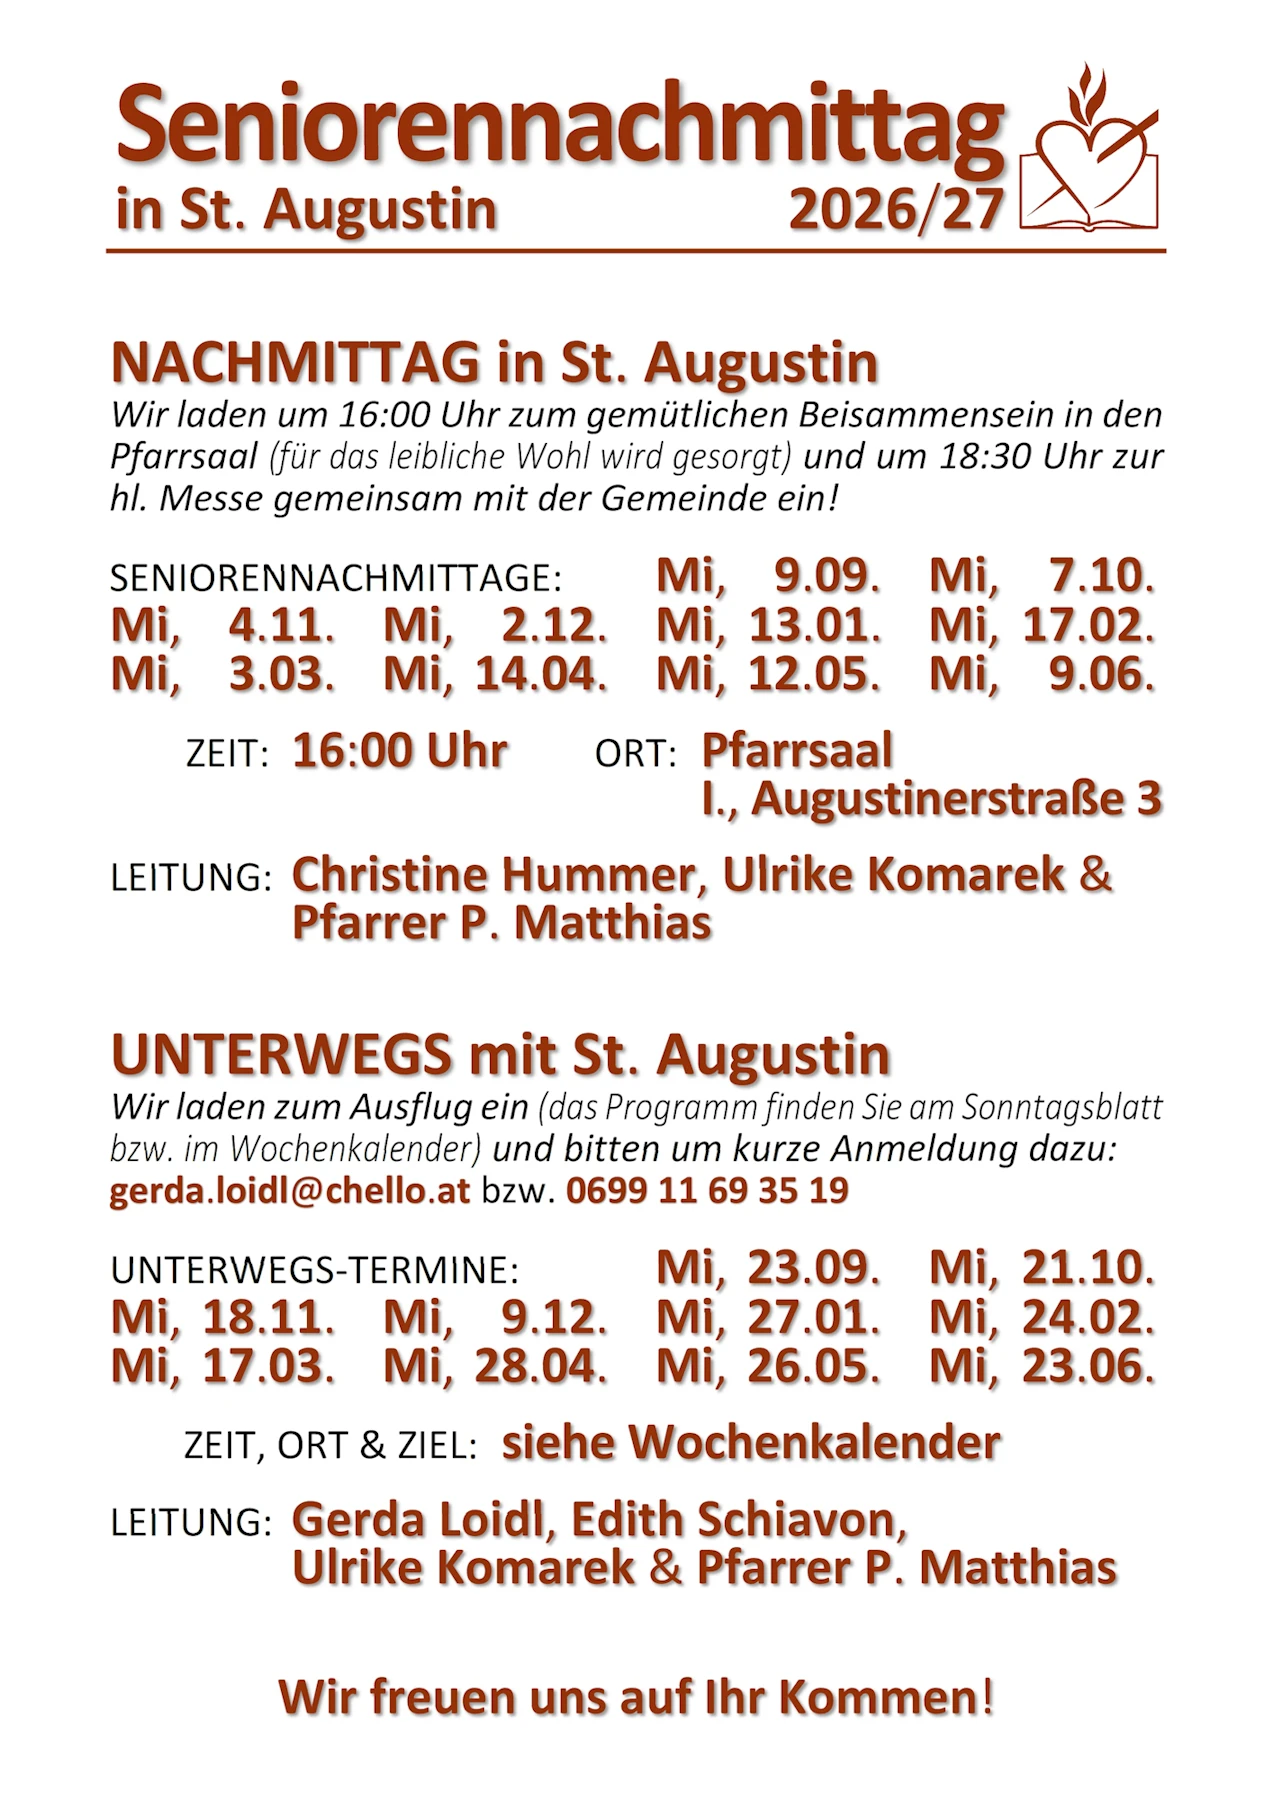 Seniorennachmittag
in St. Augustin 2026/27
NACHMITTAG in St. Augustin
Wir laden um 16:00 Uhr zum gemütlichen Beisammensein in den
Pfarrsaal (für das leibliche Wohl wird gesorgt) und um 18:30 Uhr zur
hl. Messe gemeinsam mit der Gemeinde ein!
SENIORENNACHMITTAGE: Mi, 9.09. Mi, 7.10.
Mi, 4.11. Mi, 2.12. Mi, 13.01. Mi, 17.02.
Mi, 3.03. Mi, 14.04. Mi, 12.05. Mi, 9.06.
ZEIT: 16:00 Uhr ORT: Pfarrsaal
I., Augustinerstraße 3
LEITUNG: Christine Hummer, Ulrike Komarek &
Pfarrer P. Matthias
UNTERWEGS mit St. Augustin
Wir laden zum Ausflug ein (das Programm finden Sie am Sonntagsblatt
bzw. im Wochenkalender) und bitten um kurze Anmeldung dazu:
gerda.loidl@chello.at bzw. 0699 11 69 35 19
UNTERWEGS-TERMINE: Mi, 23.09. Mi, 21.10.
Mi, 18.11. Mi, 9.12. Mi, 27.01. Mi, 24.02.
Mi, 17.03. Mi, 28.04. Mi, 26.05. Mi, 23.06.
ZEIT, ORT & ZIEL: siehe Wochenkalender
LEITUNG: Gerda Loidl, Edith Schiavon,
Ulrike Komarek & Pfarrer P. Matthias
Wir freuen uns auf Ihr Kommen!